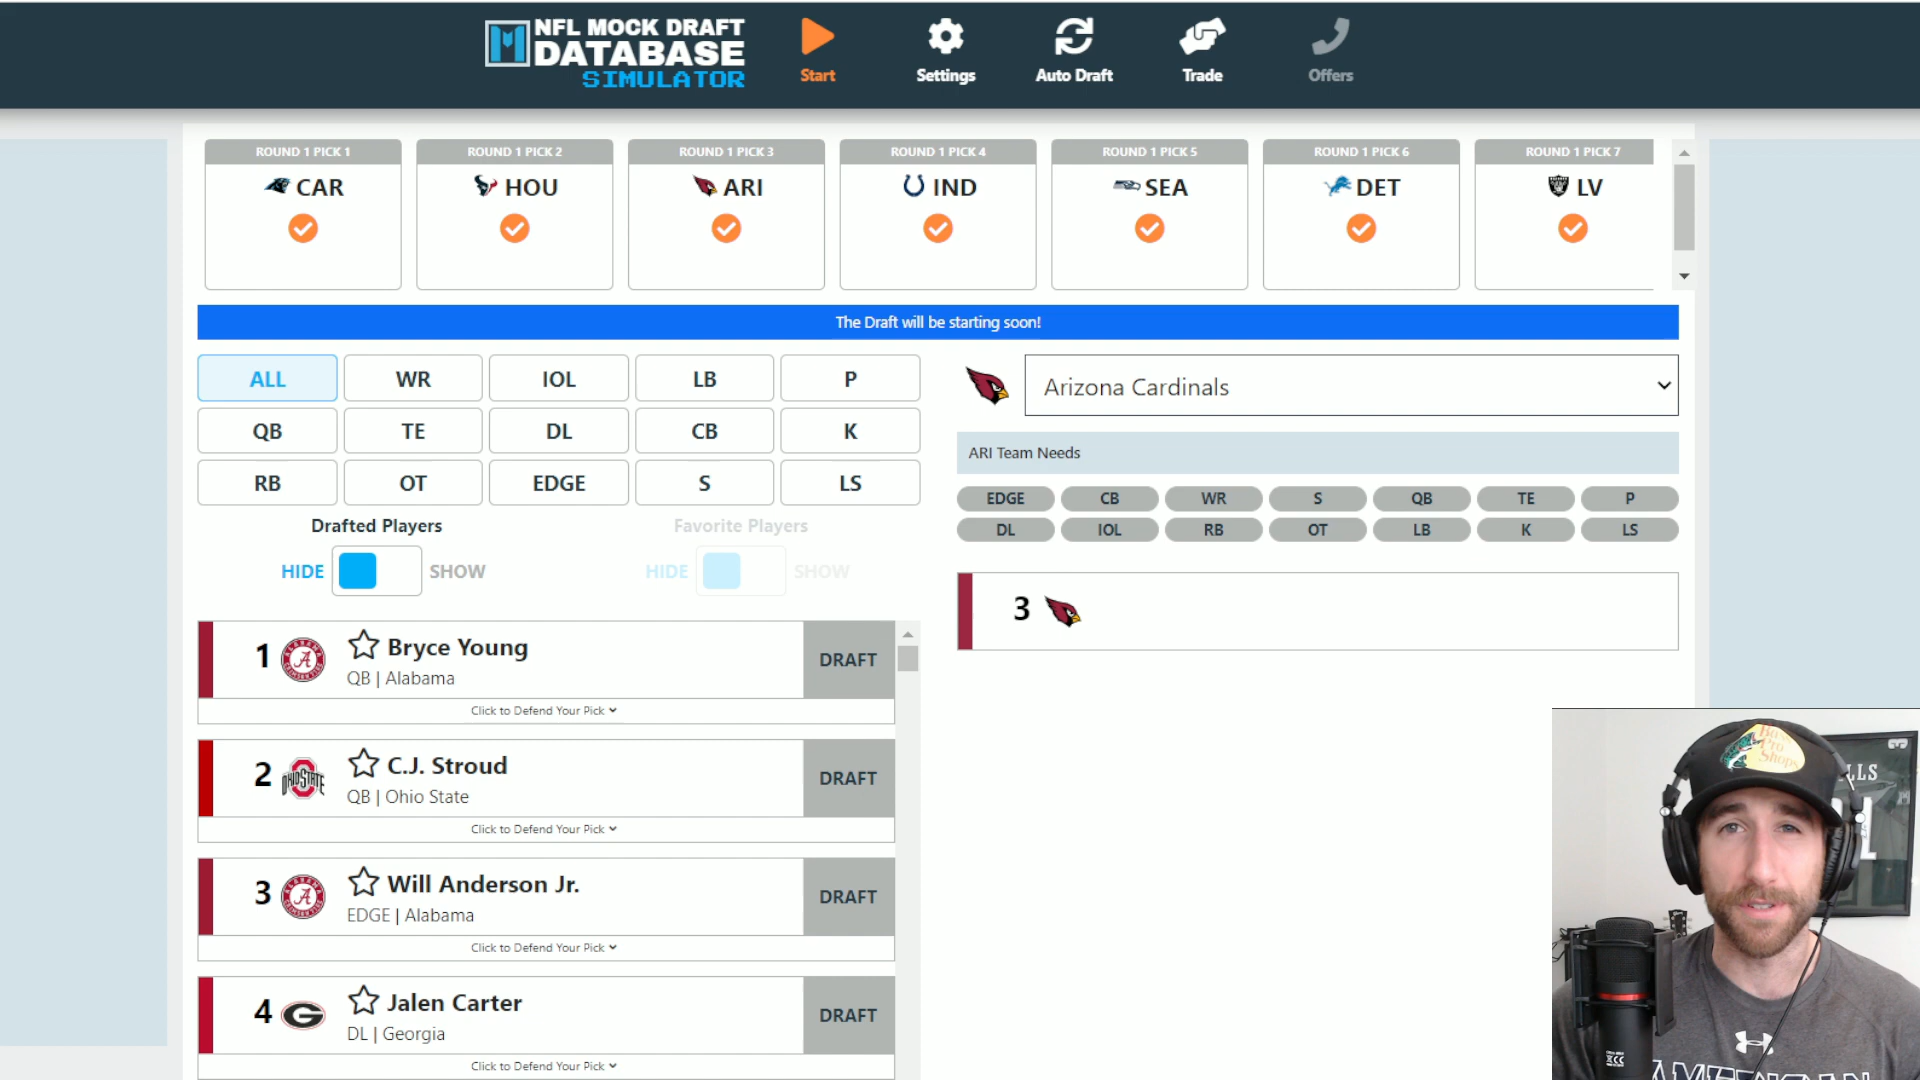 NFL MOCK DRAFT
DATABASE
SIMULATOR
Start
Settings
Auto Draft
Trade
Offers
ROUND 1 PICK 1
CAR
ROUND 1 PICK 2
HOU
ROUND 1 PICK 3
ARI
ROUND 1 PICK 4
IND
ROUND 1 PICK 5
SEA
ROUND 1 PICK 6
DET
ROUND 1 PICK 7
LV
The Draft will be starting soon!
ALL WR IOL LB P
QB TE DL CB K
RB OT EDGE S LS
Drafted Players
HIDE SHOW
Favorite Players
HIDE SHOW
Arizona Cardinals
ARI Team Needs
EDGE CB WR S QB TE P
DL IOL RB OT LB K LS
3
1 A Bryce Young DRAFT
QB | Alabama
Click to Defend Your Pick
2 OHIO STATE C.J. Stroud DRAFT
QB | Ohio State
Click to Defend Your Pick
3 A Will Anderson Jr. DRAFT
EDGE | Alabama
Click to Defend Your Pick
4 G Jalen Carter DRAFT
DL | Georgia
Click to Defend Your Pick
Bass
Pro
Shops
LLS
AMERICAN